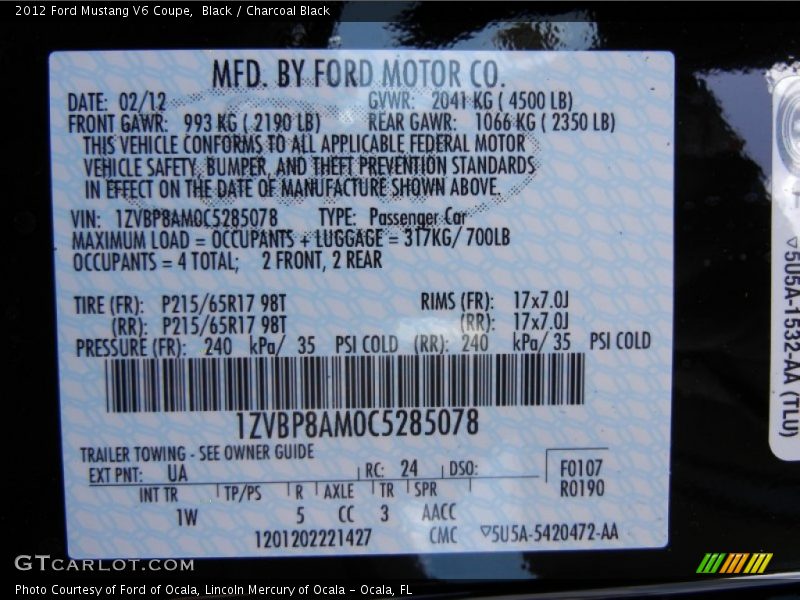 2012 Ford Mustang V6 Coupe, Black / Charcoal Black
MFD. BY FORD MOTOR CO.
DATE: 02/12 GVWR: 2041 KG ( 4500 LB)
FRONT GAWR: 993 KG ( 2190 LB) REAR GAWR: 1066 KG ( 2350 LB)
THIS VEHICLE CONFORMS TO ALL APPLICABLE FEDERAL MOTOR
VEHICLE SAFETY, BUMPER, AND THEFT PREVENTION STANDARDS
IN EFFECT ON THE DATE OF MANUFACTURE SHOWN ABOVE.
VIN: 1ZVBP8AM0C5285078 TYPE: Passenger Car
MAXIMUM LOAD = OCCUPANTS + LUGGAGE = 317KG/ 700LB
OCCUPANTS = 4 TOTAL; 2 FRONT, 2 REAR
TIRE (FR): P215/65R17 98T RIMS (FR): 17x7.0J
(RR): P215/65R17 98T (RR): 17x7.0J
PRESSURE (FR): 240 kPa/ 35 PSI COLD (RR): 240 kPa/ 35 PSI COLD
1ZVBP8AM0C5285078
TRAILER TOWING - SEE OWNER GUIDE
EXT PNT: UA RC: 24 DSO: F0107
R0190
INT TR TP/PS R AXLE TR SPR
1W 5 CC 3 AACC
1201202221427 CMC ▽5U5A-5420472-AA
▽5U5A-1532-AA (TLU)
GTCARLOT.COM
Photo Courtesy of Ford of Ocala, Lincoln Mercury of Ocala - Ocala, FL